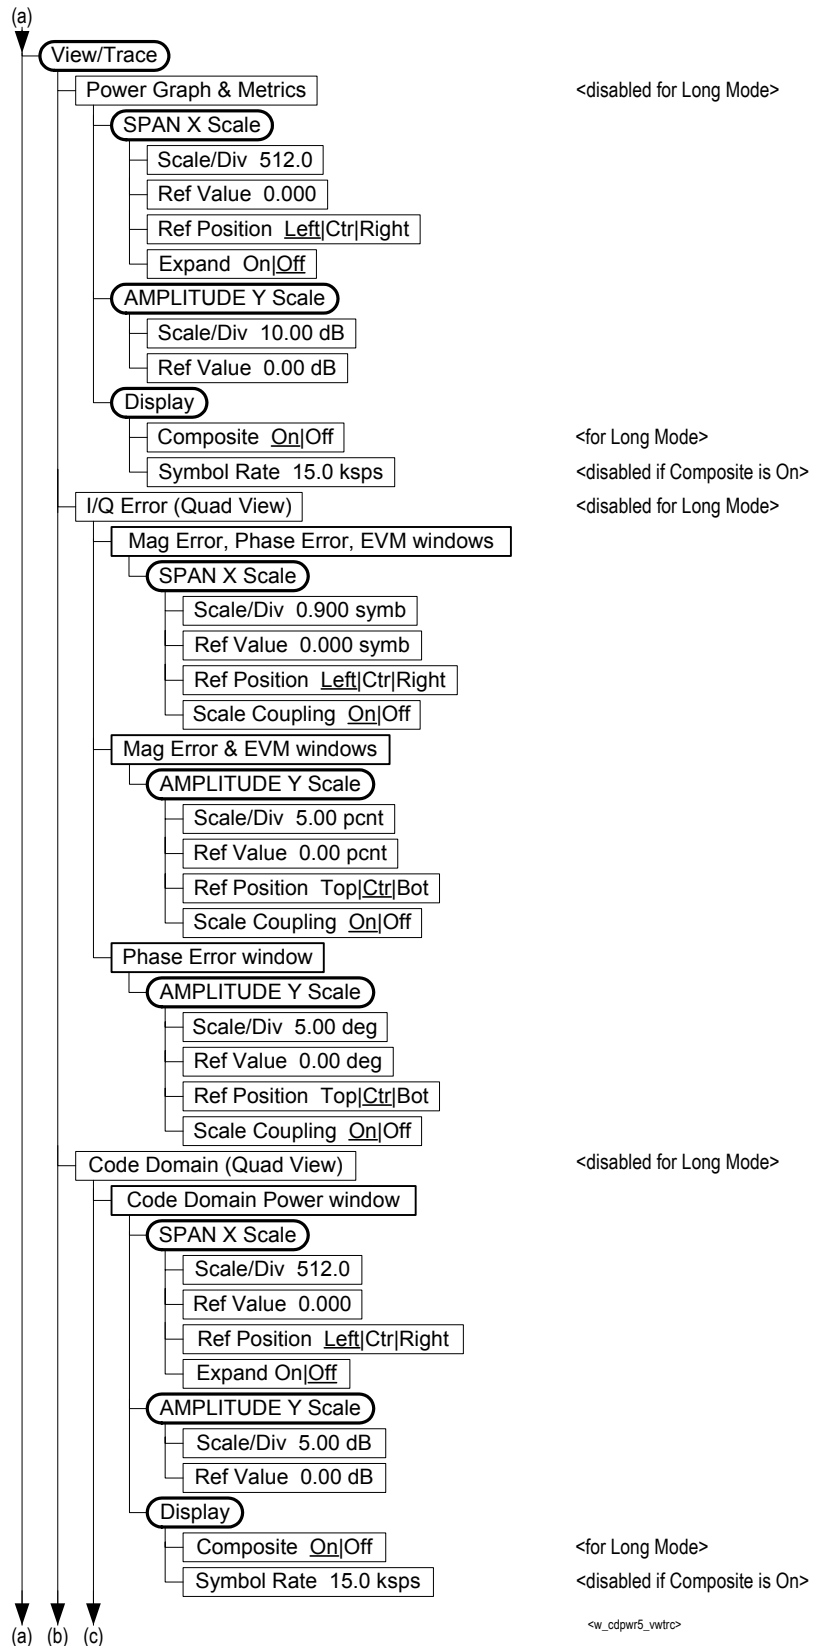 (a)
View/Trace
Power Graph & Metrics <disabled for Long Mode>
SPAN X Scale
Scale/Div 512.0
Ref Value 0.000
Ref Position Left|Ctr|Right
Expand On|Off
AMPLITUDE Y Scale
Scale/Div 10.00 dB
Ref Value 0.00 dB
Display
Composite On|Off <for Long Mode>
Symbol Rate 15.0 ksps <disabled if Composite is On>
I/Q Error (Quad View) <disabled for Long Mode>
Mag Error, Phase Error, EVM windows
SPAN X Scale
Scale/Div 0.900 symb
Ref Value 0.000 symb
Ref Position Left|Ctr|Right
Scale Coupling On|Off
Mag Error & EVM windows
AMPLITUDE Y Scale
Scale/Div 5.00 pcnt
Ref Value 0.00 pcnt
Ref Position Top|Ctr|Bot
Scale Coupling On|Off
Phase Error window
AMPLITUDE Y Scale
Scale/Div 5.00 deg
Ref Value 0.00 deg
Ref Position Top|Ctr|Bot
Scale Coupling On|Off
Code Domain (Quad View) <disabled for Long Mode>
Code Domain Power window
SPAN X Scale
Scale/Div 512.0
Ref Value 0.000
Ref Position Left|Ctr|Right
Expand On|Off
AMPLITUDE Y Scale
Scale/Div 5.00 dB
Ref Value 0.00 dB
Display
Composite On|Off <for Long Mode>
Symbol Rate 15.0 ksps <disabled if Composite is On>
<w_cdpwr5_vwtrc>
(a) (b) (c)